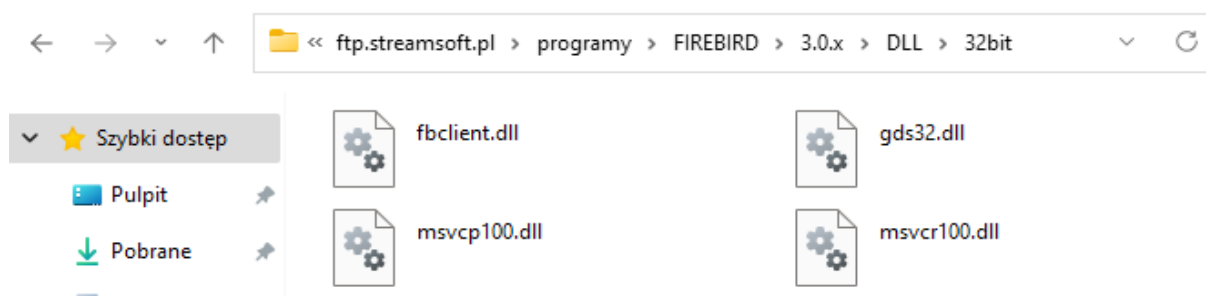 « ftp.streamsoft.pl > programy > FIREBIRD > 3.0.x > DLL > 32bit
Szybki dostęp
Pulpit
Pobrane
fbclient.dll
gds32.dll
msvcp100.dll
msvcr100.dll